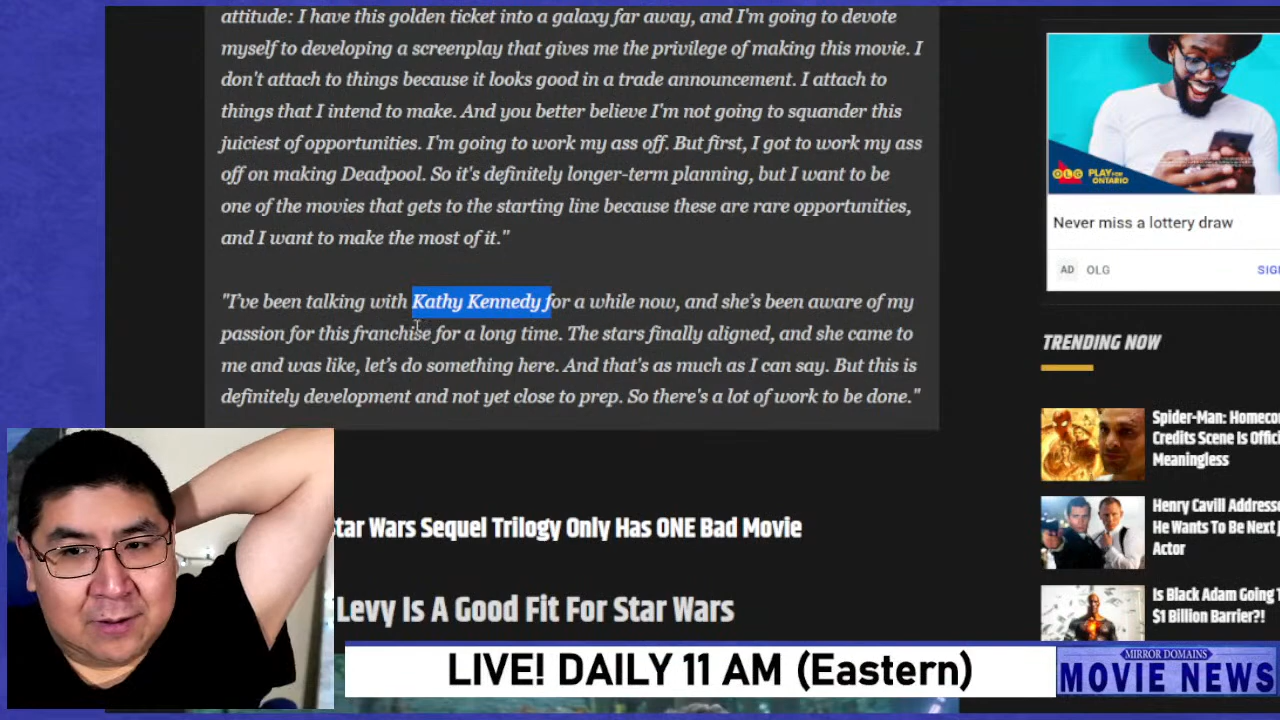 attitude: I have this golden ticket into a galaxy far away, and I'm going to devote
myself to developing a screenplay that gives me the privilege of making this movie. I
don't attach to things because it looks good in a trade announcement. I attach to
things that I intend to make. And you better believe I'm not going to squander this
juiciest of opportunities. I'm going to work my ass off. But first, I got to work my ass
off on making Deadpool. So it's definitely longer-term planning, but I want to be
one of the movies that gets to the starting line because these are rare opportunities,
and I want to make the most of it."
"I've been talking with Kathy Kennedy for a while now, and she's been aware of my
passion for this franchise for a long time. The stars finally aligned, and she came to
me and was like, let's do something here. And that's as much as I can say. But this is
definitely development and not yet close to prep. So there's a lot of work to be done."
tar Wars Sequel Trilogy Only Has ONE Bad Movie
Levy Is A Good Fit For Star Wars
OLG PLAY FOR
ONTARIO
Never miss a lottery draw
AD OLG SIG
TRENDING NOW
Spider-Man: Homeco
Credits Scene Is Offic
Meaningless
Henry Cavill Address
He Wants To Be Next
Actor
Is Black Adam Going T
$1 Billion Barrier?!
LIVE! DAILY 11 AM (Eastern)
MIRROR DOMAINS
MOVIE NEWS